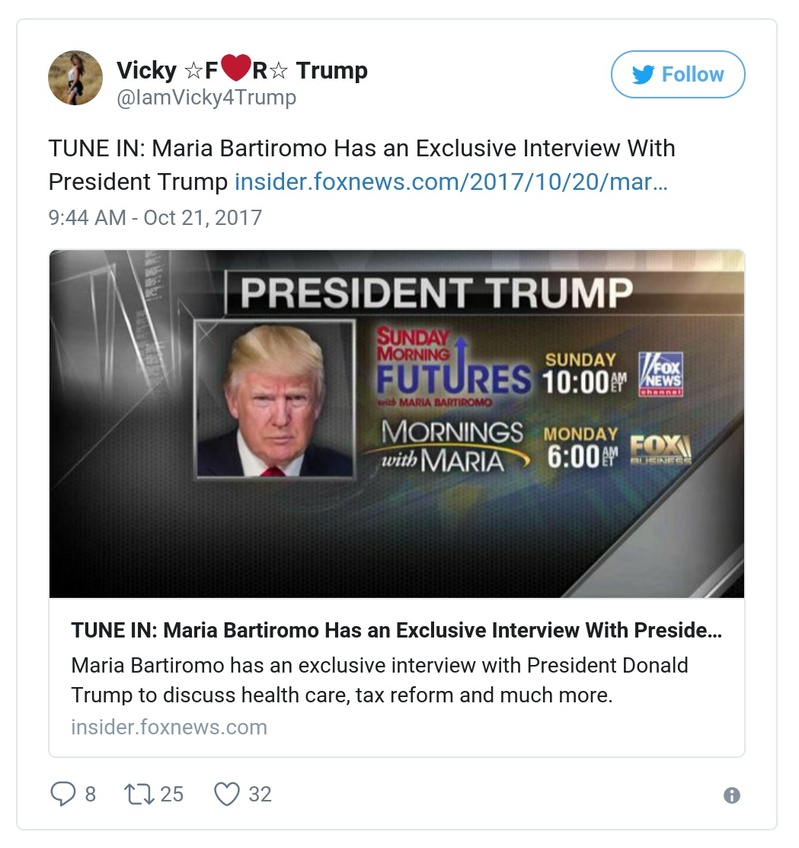 Vicky ☆F❤R☆ Trump
@IamVicky4Trump
Follow
TUNE IN: Maria Bartiromo Has an Exclusive Interview With
President Trump insider.foxnews.com/2017/10/20/mar…
9:44 AM - Oct 21, 2017
PRESIDENT TRUMP
SUNDAY
MORNING
FUTURES
with MARIA BARTIROMO
SUNDAY
10:00 AM ET
FOX
NEWS
channel
MORNINGS
with MARIA
MONDAY
6:00 AM ET
FOX
BUSINESS
TUNE IN: Maria Bartiromo Has an Exclusive Interview With Preside...
Maria Bartiromo has an exclusive interview with President Donald
Trump to discuss health care, tax reform and much more.
insider.foxnews.com
8 25 32